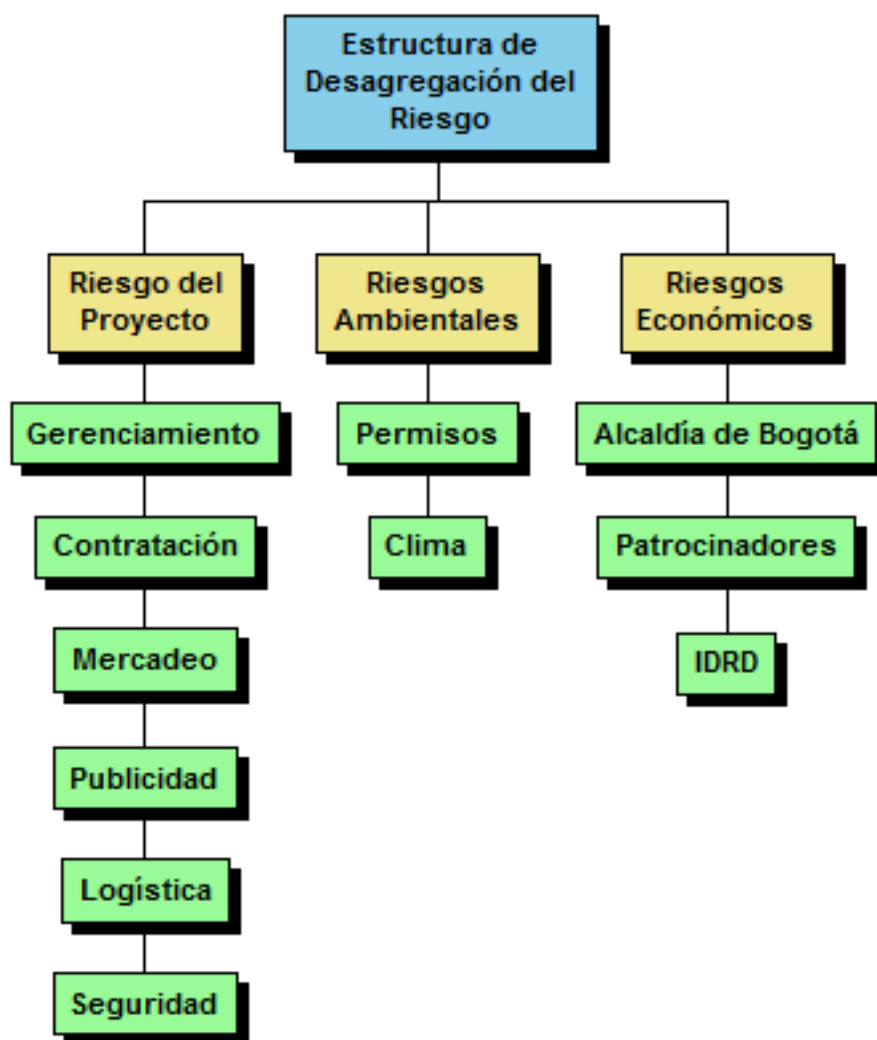 Estructura de
Desagregación del
Riesgo
Riesgo del
Proyecto
Riesgos
Ambientales
Riesgos
Económicos
Gerenciamiento
Permisos
Alcaldía de Bogotá
Contratación
Clima
Patrocinadores
Mercadeo
IDRD
Publicidad
Logística
Seguridad